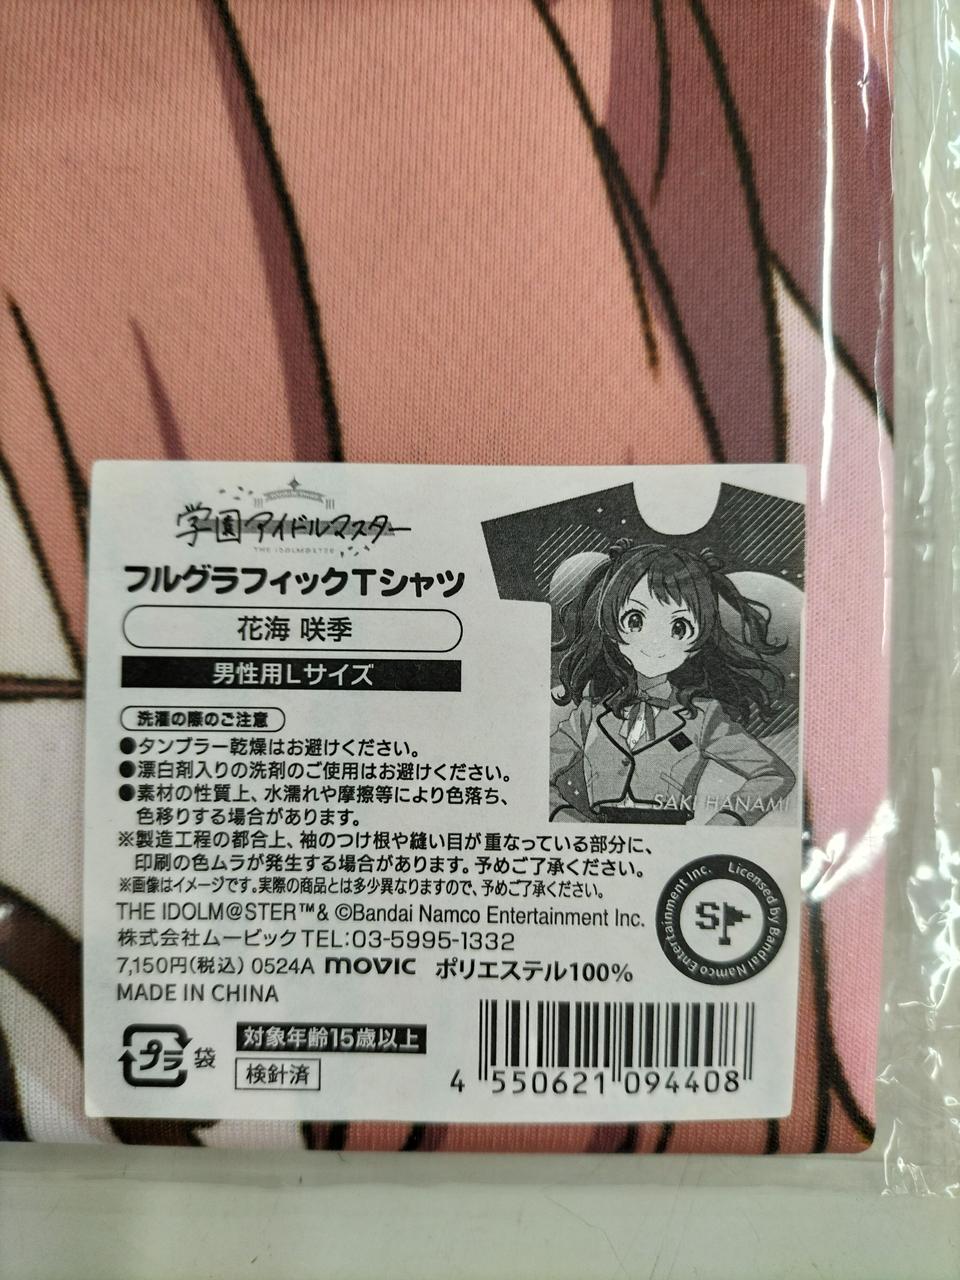 学園アイドルマスター
THE IDOLM@STER
フルグラフィックTシャツ
花海 咲季
男性用Lサイズ
SAKI HANAMI
洗濯の際のご注意
●タンブラー乾燥はお避けください。
●漂白剤入りの洗剤のご使用はお避けください。
●素材の性質上、水濡れや摩擦等により色落ち、
色移りする場合があります。
※製造工程の都合上、袖のつけ根や縫い目が重なっている部分に、
印刷の色ムラが発生する場合があります。予めご了承ください。
※画像はイメージです。実際の商品とは多少異なりますので、予めご了承ください。
THE IDOLM@STER™& ©Bandai Namco Entertainment Inc.
株式会社ムービック TEL:03-5995-1332
7,150円(税込) 0524A movic ポリエステル100%
MADE IN CHINA
Licensed by Bandai Namco Entertainment Inc.
プラ 袋
対象年齢15歳以上
検針済
4 550621 094408